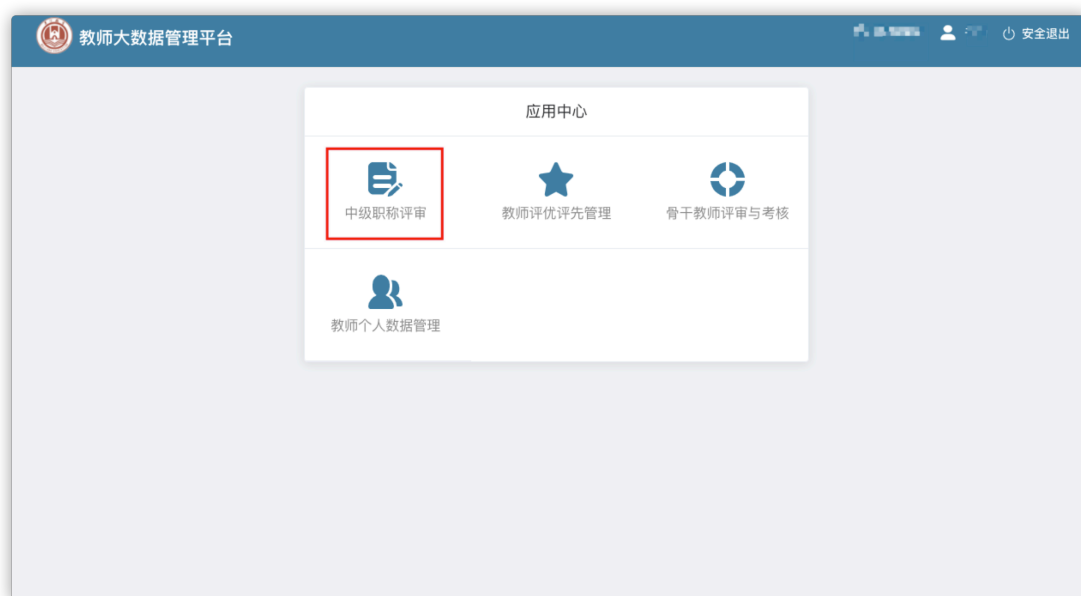 教师大数据管理平台
安全退出
应用中心
中级职称评审
教师评优评先管理
骨干教师评审与考核
教师个人数据管理